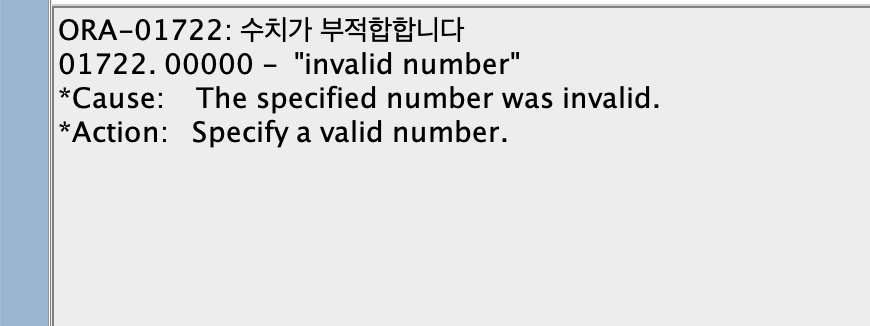 ORA-01722: 수치가 부적합합니다
01722. 00000 - "invalid number"
*Cause: The specified number was invalid.
*Action: Specify a valid number.